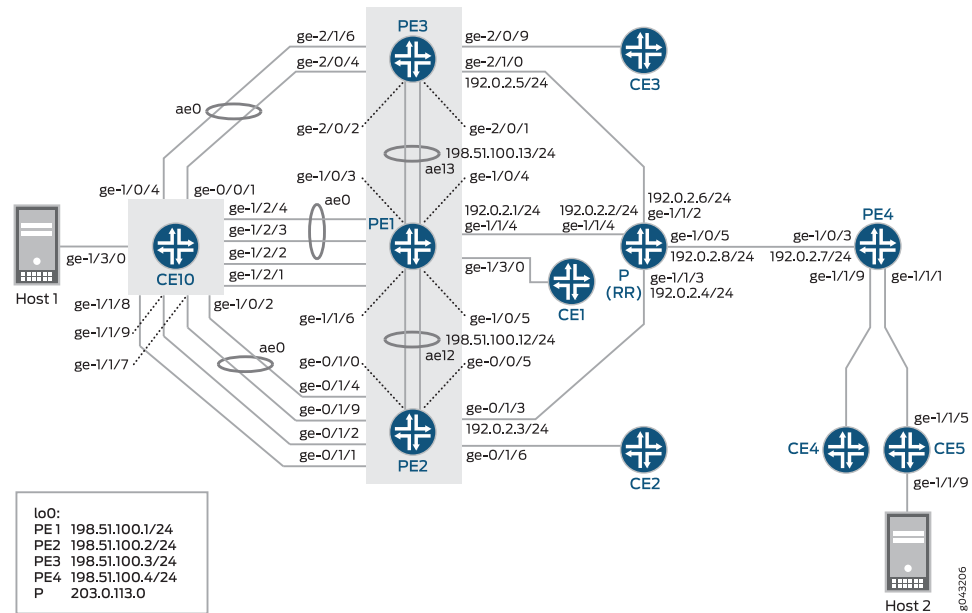 PE3
ge-2/1/6
ge-2/0/9
ge-2/0/4
ge-2/1/0
192.0.2.5/24
CE3
ae0
ge-2/0/2
ge-2/0/1
198.51.100.13/24
ae13
ge-1/0/3
ge-1/0/4
ge-1/0/4
ge-0/0/1
ae0
ge-1/2/4
ge-1/2/3
ge-1/2/2
ge-1/2/1
PE1
192.0.2.1/24
ge-1/1/4
192.0.2.2/24
ge-1/1/4
192.0.2.6/24
ge-1/1/2
PE4
ge-1/0/5
192.0.2.8/24
ge-1/0/3
192.0.2.7/24
ge-1/3/0
CE10
Host 1
ge-1/3/0
CE1
P
(RR)
ge-1/1/3
192.0.2.4/24
ge-1/1/9
ge-1/1/1
ge-1/1/8
ge-1/0/2
ge-1/1/9
ge-1/1/7
ge-1/1/6
ge-1/0/5
198.51.100.12/24
ae12
ae0
ge-0/1/0
ge-0/0/5
ge-0/1/4
ge-0/1/9
ge-0/1/2
ge-0/1/1
PE2
ge-0/1/3
192.0.2.3/24
ge-0/1/6
CE2
CE4
ge-1/1/5
CE5
ge-1/1/9
Host 2
lo0:
PE1 198.51.100.1/24
PE2 198.51.100.2/24
PE3 198.51.100.3/24
PE4 198.51.100.4/24
P 203.0.113.0
g043206